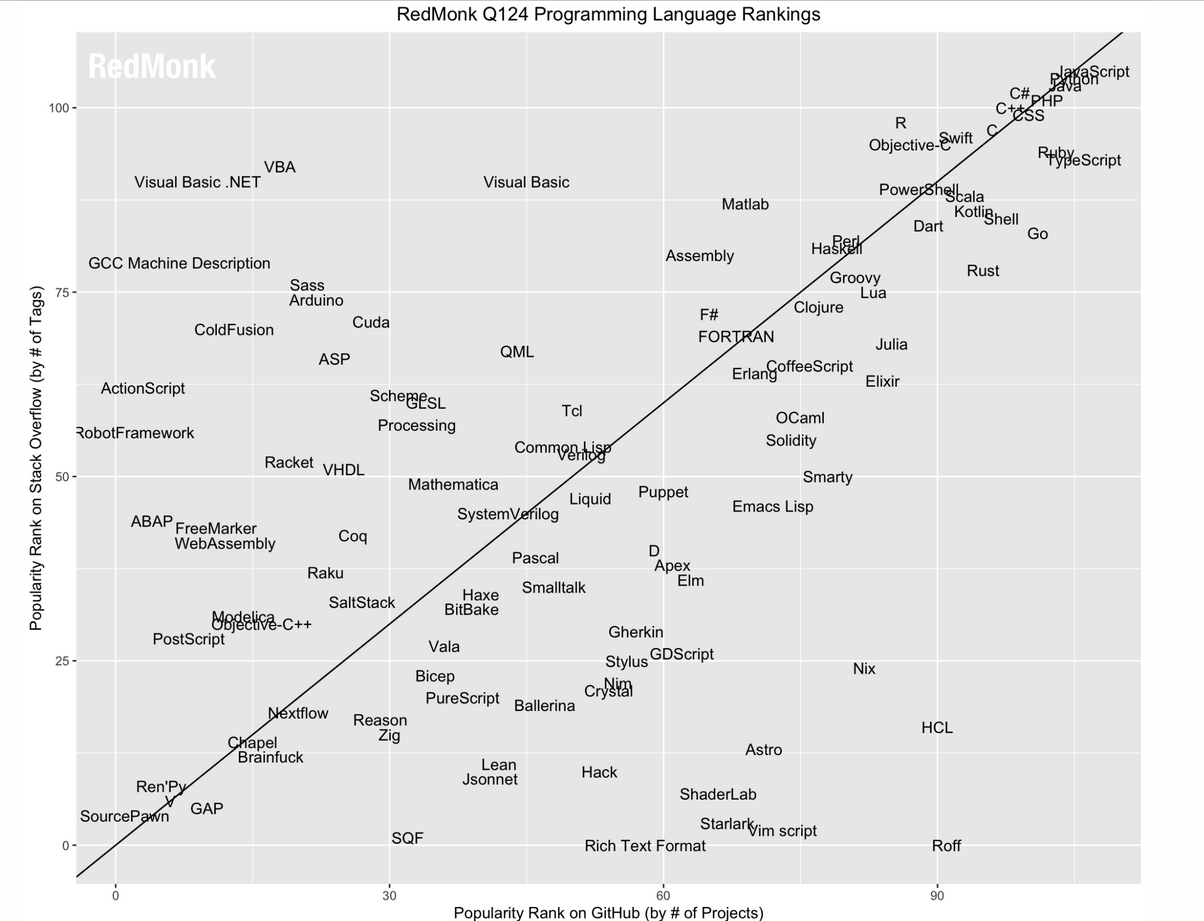 RedMonk Q124 Programming Language Rankings
RedMonk
JavaScript
Python
Java
C#
PHP
C++
CSS
R
C
Swift
Objective-C
Ruby
TypeScript
VBA
Visual Basic .NET
Visual Basic
PowerShell
Scala
Matlab
Kotlin
Shell
Dart
Go
Perl
Haskell
Assembly
GCC Machine Description
Rust
Groovy
Sass
Arduino
Lua
Clojure
F#
Cuda
ColdFusion
FORTRAN
Julia
QML
ASP
CoffeeScript
Erlang
Elixir
ActionScript
Scheme
GLSL
Tcl
OCaml
Processing
RobotFramework
Solidity
Common Lisp
Verilog
Racket
VHDL
Smarty
Mathematica
Puppet
Liquid
Emacs Lisp
SystemVerilog
ABAP
FreeMarker
Coq
WebAssembly
D
Pascal
Apex
Raku
Elm
Smalltalk
Haxe
SaltStack
BitBake
Modelica
Objective-C++
Gherkin
PostScript
Vala
GDScript
Stylus
Nix
Bicep
Nim
Crystal
PureScript
Ballerina
Nextflow
Reason
HCL
Zig
Chapel
Astro
Brainfuck
Lean
Hack
Jsonnet
Ren'Py
ShaderLab
V
GAP
SourcePawn
Starlark
Vim script
SQF
Rich Text Format
Roff
100
75
50
25
0
Popularity Rank on Stack Overflow (by # of Tags)
0
30
60
90
Popularity Rank on GitHub (by # of Projects)